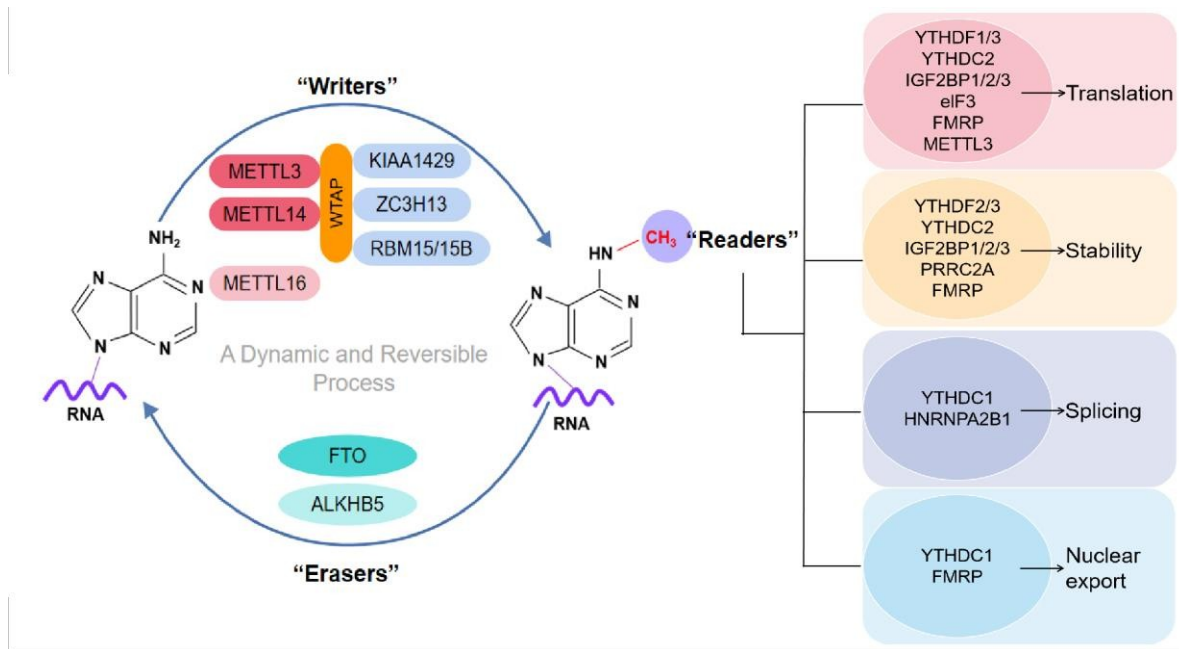 “Writers”
METTL3
METTL14
METTL16
WTAP
KIAA1429
ZC3H13
RBM15/15B
NH₂
N
N
N
N
RNA
A Dynamic and Reversible
Process
HN
CH₃
N
N
N
N
RNA
FTO
ALKHB5
“Erasers”
“Readers”
YTHDF1/3
YTHDC2
IGF2BP1/2/3
eIF3
FMRP
METTL3
Translation
YTHDF2/3
YTHDC2
IGF2BP1/2/3
PRRC2A
FMRP
Stability
YTHDC1
HNRNPA2B1
Splicing
YTHDC1
FMRP
Nuclear
export